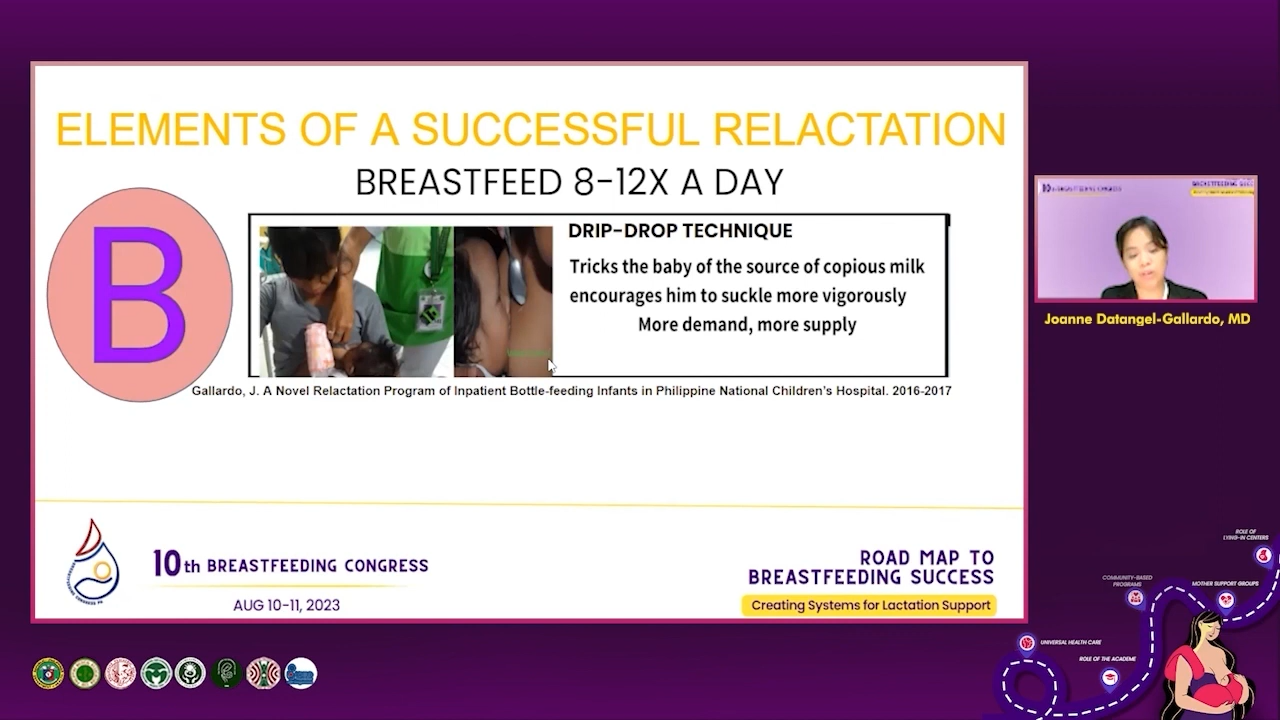 ELEMENTS OF A SUCCESSFUL RELACTATION
BREASTFEED 8-12X A DAY
B
DRIP-DROP TECHNIQUE
Tricks the baby of the source of copious milk
encourages him to suckle more vigorously
More demand, more supply
Gallardo, J. A Novel Relactation Program of Inpatient Bottle-feeding Infants in Philippine National Children's Hospital. 2016-2017
10th BREASTFEEDING CONGRESS
AUG 10-11, 2023
ROAD MAP TO
BREASTFEEDING SUCCESS
Creating Systems for Lactation Support
Joanne Datangel-Gallardo, MD
ROLE OF
LYING-IN CENTERS
COMMUNITY-BASED
PROGRAMS
MOTHER SUPPORT GROUPS
UNIVERSAL HEALTH CARE
ROLE OF THE ACADEME